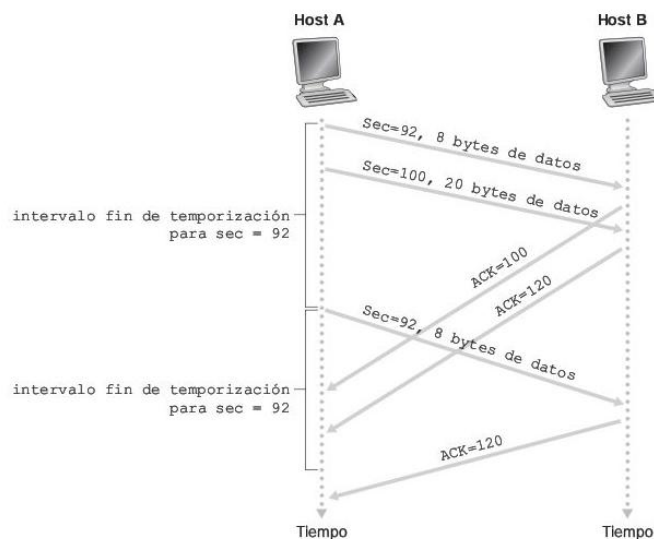 Host A
Host B
Sec=92, 8 bytes de datos
Sec=100, 20 bytes de datos
intervalo fin de temporización
para sec = 92
ACK=100
ACK=120
Sec=92, 8 bytes de datos
intervalo fin de temporización
para sec = 92
ACK=120
Tiempo
Tiempo